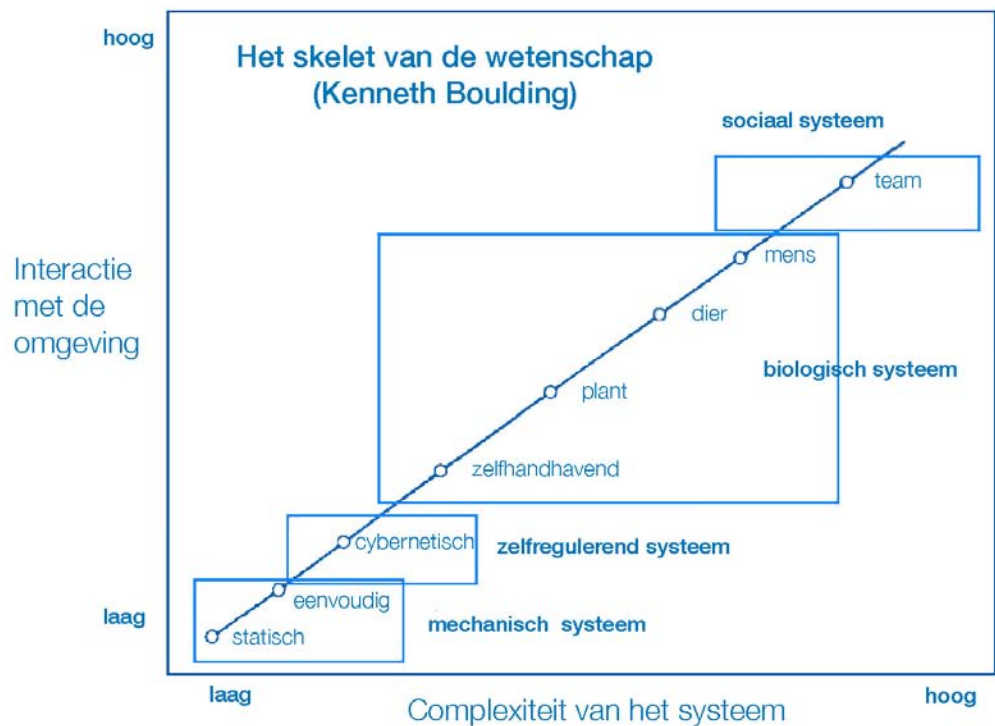 hoog
Het skelet van de wetenschap
(Kenneth Boulding)
sociaal systeem
team
mens
Interactie
met de
omgeving
dier
biologisch systeem
plant
zelfhandhavend
cybernetisch
zelfregulerend systeem
eenvoudig
laag
mechanisch systeem
statisch
laag
hoog
Complexiteit van het systeem